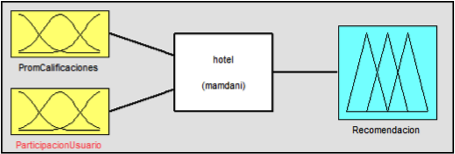 PromCalificaciones
ParticipacionUsuario
hotel
(mamdani)
Recomendacion